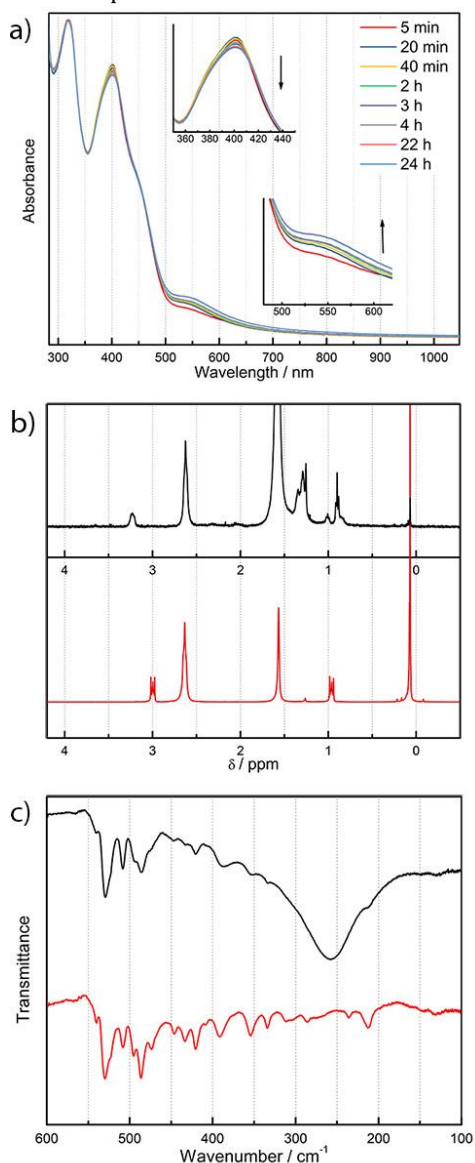 a)
Absorbance
5 min
20 min
40 min
2 h
3 h
4 h
22 h
24 h
360 380 400 420 440
500 550 600
300 400 500 600 700 800 900 1000
Wavelength / nm
b)
4 3 2 1 0
4 3 2 1 0
δ / ppm
c)
Transmittance
600 500 400 300 200 100
Wavenumber / cm⁻¹